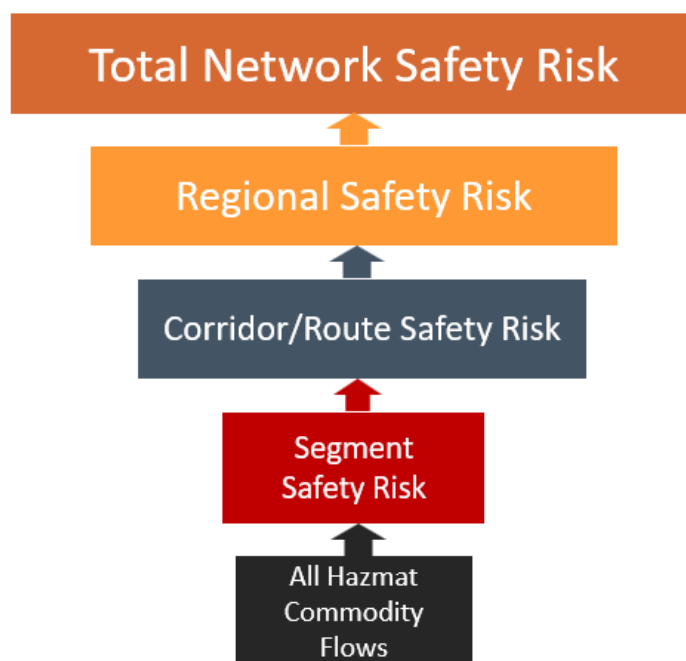 Total Network Safety Risk
Regional Safety Risk
Corridor/Route Safety Risk
Segment
Safety Risk
All Hazmat
Commodity
Flows